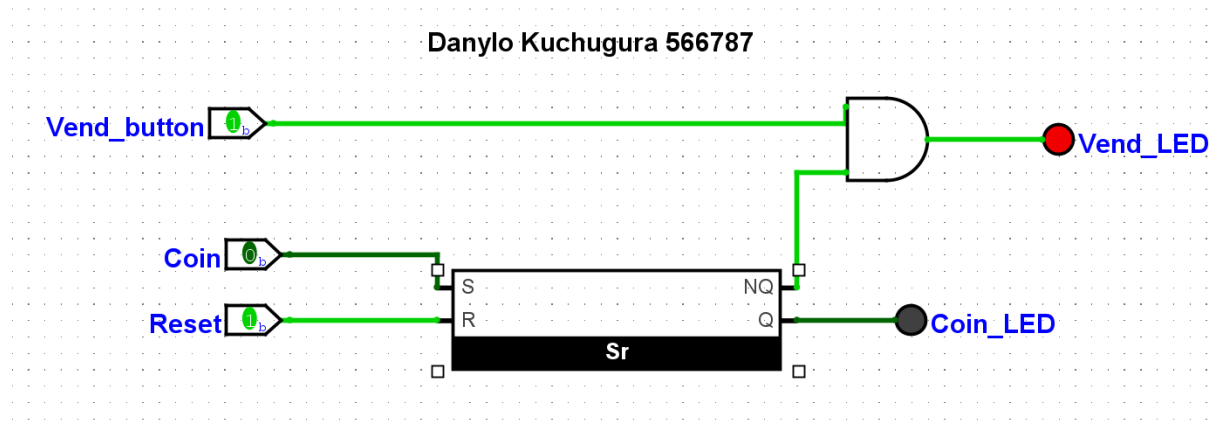 Danylo Kuchugura 566787
Vend_button
1b
Vend_LED
Coin
0b
S
NQ
Reset
1b
R
Q
Coin_LED
Sr